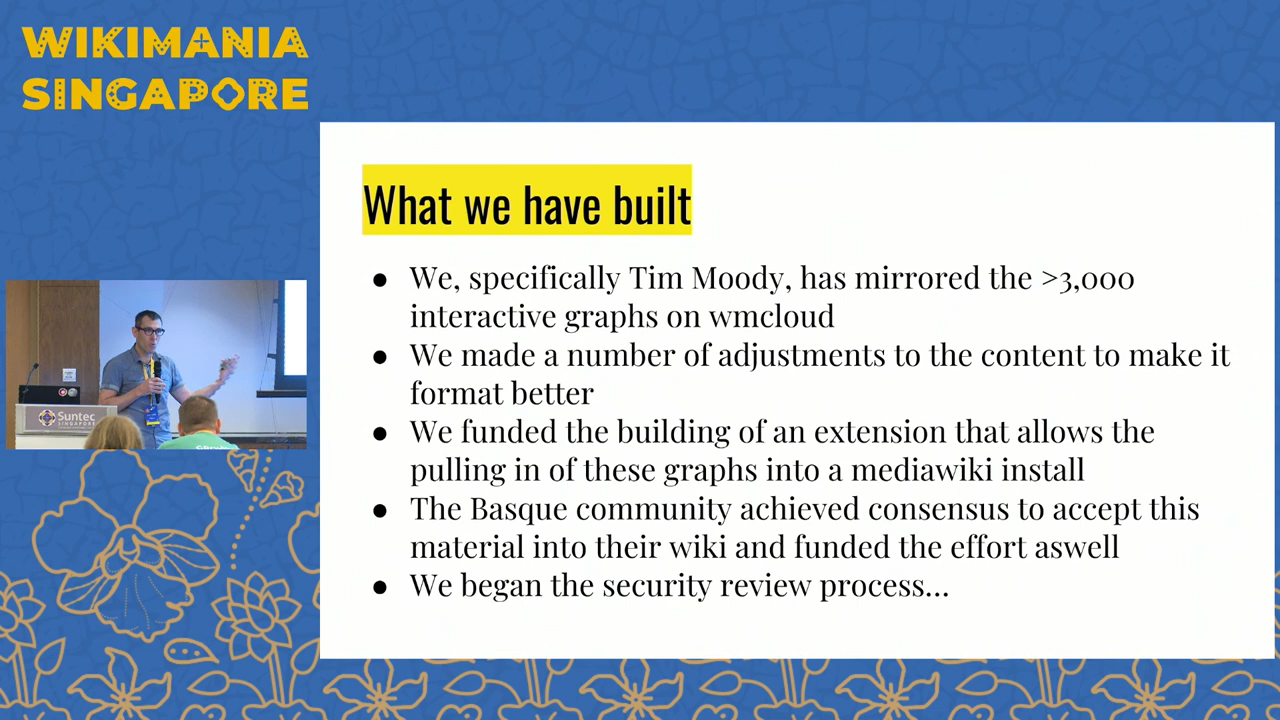 WIKIMANIA
SINGAPORE
What we have built
● We, specifically Tim Moody, has mirrored the >3,000
interactive graphs on wmcloud
● We made a number of adjustments to the content to make it
format better
● We funded the building of an extension that allows the
pulling in of these graphs into a mediawiki install
● The Basque community achieved consensus to accept this
material into their wiki and funded the effort aswell
● We began the security review process...
Suntec
SINGAPORE